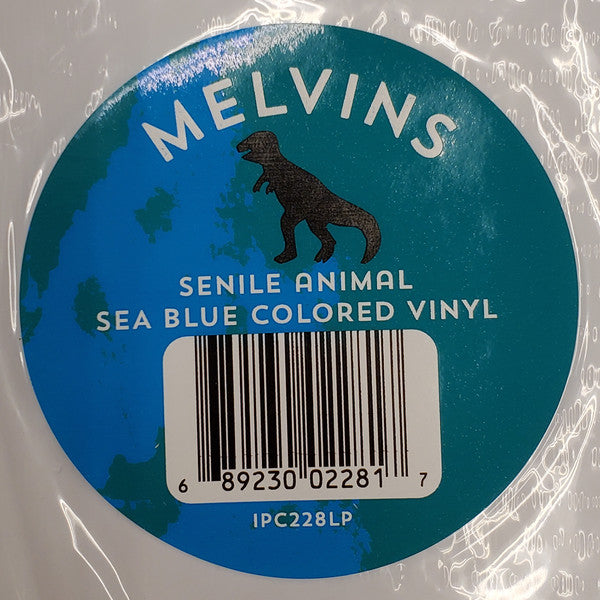 MELVINS
SENILE ANIMAL
SEA BLUE COLORED VINYL
6 89230 02281 7
IPC228LP